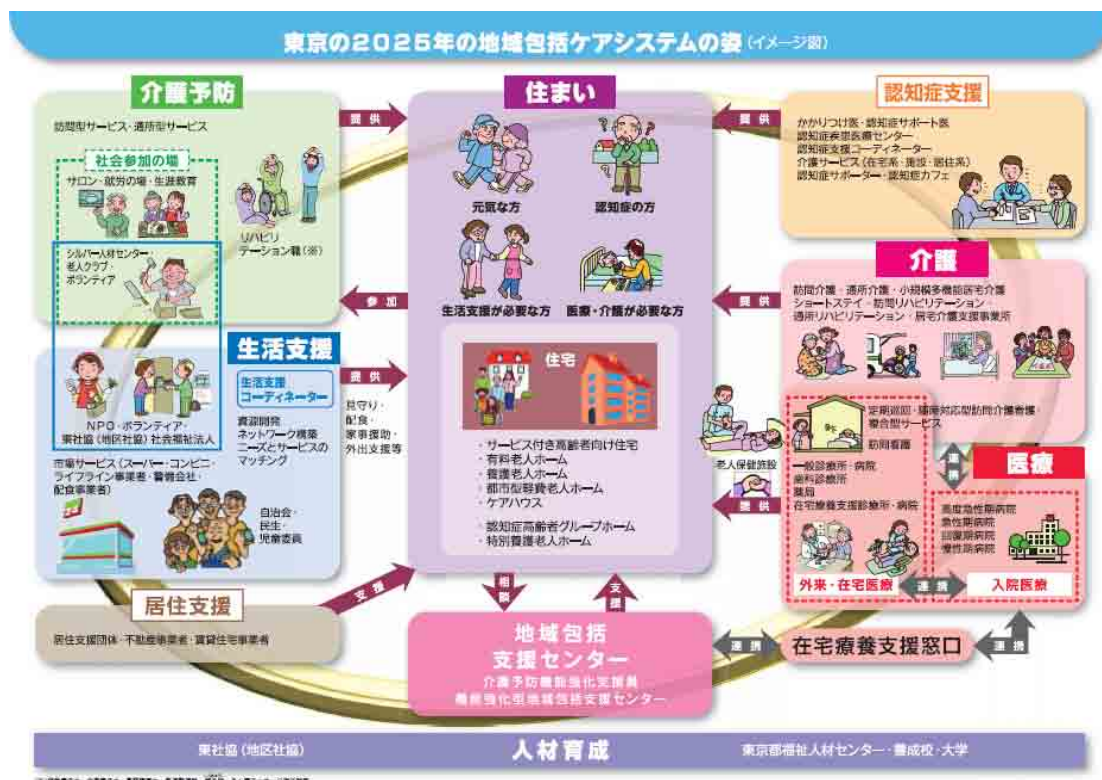 東京の2025年の地域包括ケアシステムの姿(イメージ図)
介護予防
訪問型サービス・通所型サービス
社会参加の場
サロン・就労の場・生涯教育
シルバー人材センター・
老人クラブ・
ボランティア
リハビリ
テーション職(※)
提供
参加
生活支援
生活支援
コーディネーター
資源開発
ネットワーク構築
ニーズとサービスの
マッチング
NPO・ボランティア・
東社協(地区社協)社会福祉法人
市場サービス(スーパー・コンビニ・
ライフライン事業者・警備会社・
配食事業者)
自治会・
民生・
児童委員
提供
見守り・
配食・
家事援助・
外出支援等
居住支援
居住支援団体・不動産事業者・賃貸住宅事業者
支援
住まい
元気な方
認知症の方
生活支援が必要な方
医療・介護が必要な方
住宅
・サービス付き高齢者向け住宅
・有料老人ホーム
・養護老人ホーム
・都市型軽費老人ホーム
・ケアハウス
・認知症高齢者グループホーム
・特別養護老人ホーム
相談
支援
地域包括
支援センター
介護予防機能強化支援員
機能強化型地域包括支援センター
認知症支援
かかりつけ医・認知症サポート医
認知症疾患医療センター
認知症支援コーディネーター
介護サービス(在宅系・施設・居住系)
認知症サポーター・認知症カフェ
提供
介護
訪問介護・通所介護・小規模多機能居宅介護
ショートステイ・訪問リハビリテーション・
通所リハビリテーション・居宅介護支援事業所
提供
老人保健施設
定期巡回・随時対応型訪問介護看護・
複合型サービス
訪問看護
一般診療所・病院
歯科診療所
薬局
在宅療養支援診療所・病院
提供
外来・在宅医療
連携
医療
連携
高度急性期病院
急性期病院
回復期病院
慢性期病院
入院医療
連携
在宅療養支援窓口
連携
東社協(地区社協)
人材育成
東京都福祉人材センター・養成校・大学